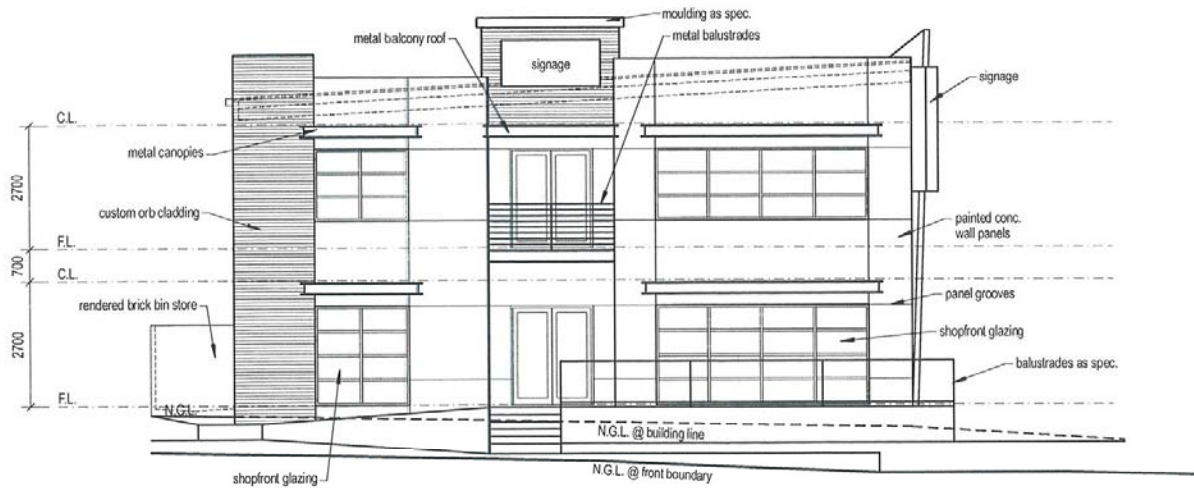 moulding as spec.
metal balcony roof
metal balustrades
signage
signage
C.L.
metal canopies
2700
custom orb cladding
painted conc.
wall panels
F.L.
700
C.L.
rendered brick bin store
panel grooves
2700
shopfront glazing
balustrades as spec.
F.L.
N.G.L.
N.G.L. @ building line
shopfront glazing
N.G.L. @ front boundary